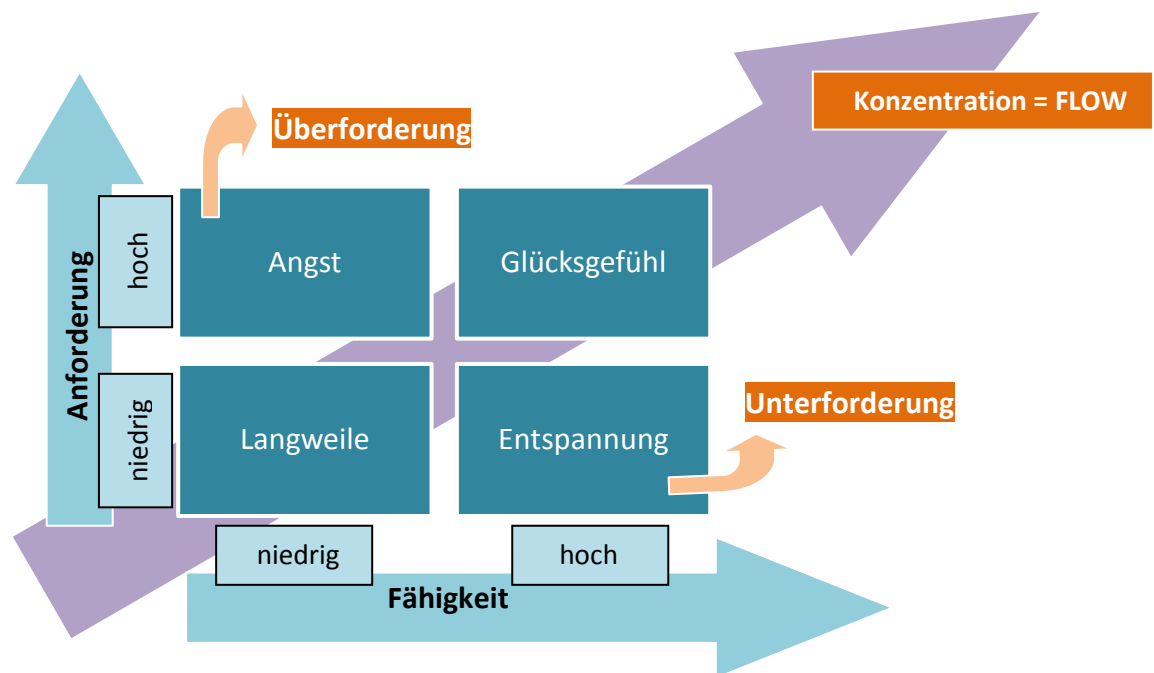 Konzentration = FLOW
Überforderung
Anforderung
hoch
Angst
Glücksgefühl
Unterforderung
niedrig
Langweile
Entspannung
niedrig
hoch
Fähigkeit